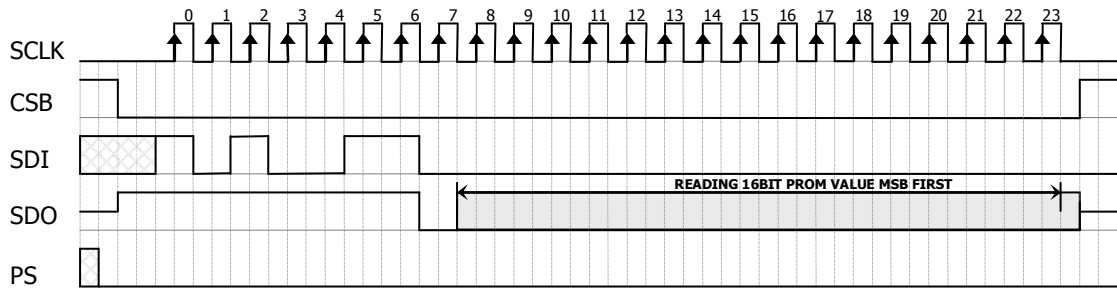 0 1 2 3 4 5 6 7 8 9 10 11 12 13 14 15 16 17 18 19 20 21 22 23
SCLK
CSB
SDI
READING 16BIT PROM VALUE MSB FIRST
SDO
PS